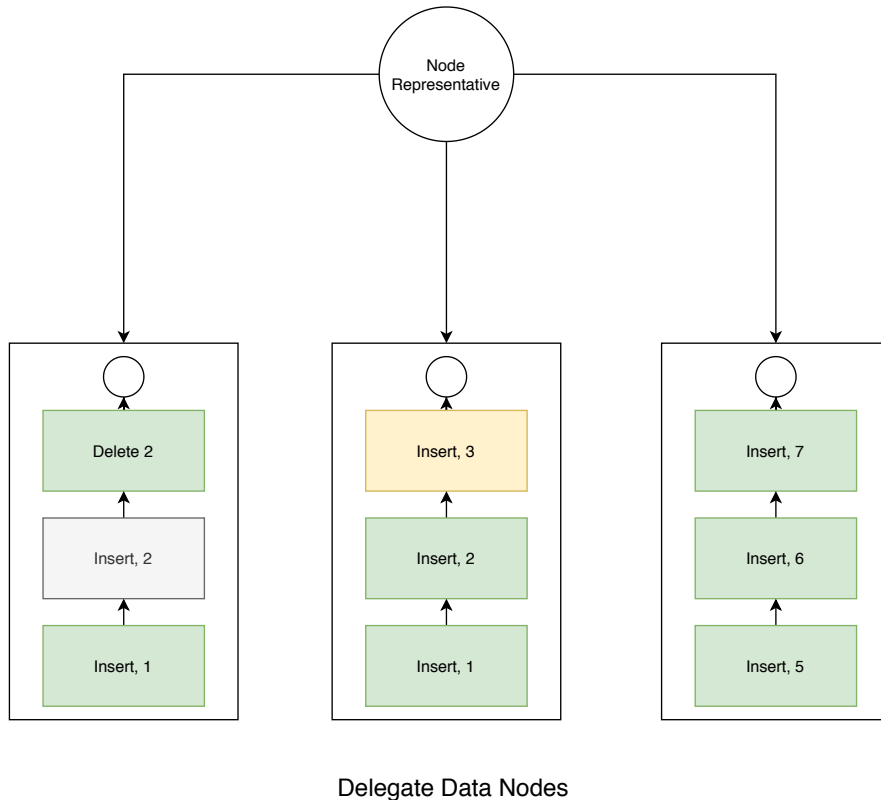 Node
Representative
Delete 2
Insert, 3
Insert, 7
Insert, 2
Insert, 2
Insert, 6
Insert, 1
Insert, 1
Insert, 5
Delegate Data Nodes